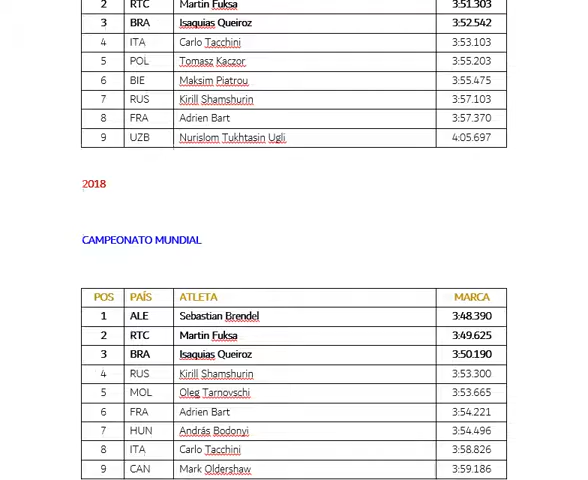 2 RTC Martin Fuksa 3:51.303
3 BRA Isaquias Queiroz 3:52.542
4 ITA Carlo Tacchini 3:53.103
5 POL Tomasz Kaczor 3:55.203
6 BIE Maksim Piatrou 3:55.475
7 RUS Kirill Shamshurin 3:57.103
8 FRA Adrien Bart 3:57.370
9 UZB Nurislom Tukhtasin Ugli 4:05.697
2018
CAMPEONATO MUNDIAL
POS PAÍS ATLETA MARCA
1 ALE Sebastian Brendel 3:48.390
2 RTC Martin Fuksa 3:49.625
3 BRA Isaquias Queiroz 3:50.190
4 RUS Kirill Shamshurin 3:53.300
5 MOL Oleg Tarnovschi 3:53.665
6 FRA Adrien Bart 3:54.221
7 HUN András Bodonyi 3:54.496
8 ITA Carlo Tacchini 3:58.826
9 CAN Mark Oldershaw 3:59.186